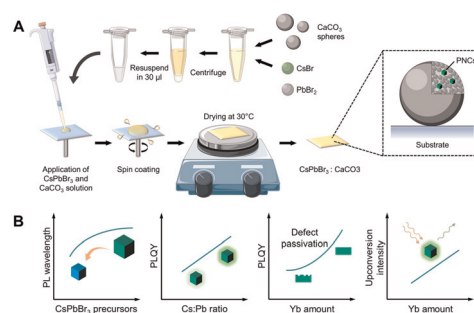 A
CaCO3
spheres
CsBr
PbBr2
Resuspend
in 30 µl
Centrifuge
PNCs
Substrate
Drying at 30°C
Application of
CsPbBr3 and
CaCO3 solution
Spin coating
CsPbBr3 : CaCO3
B
PL wavelength
CsPbBr3 precursors
PLQY
Cs:Pb ratio
PLQY
Defect
passivation
Yb amount
Upconversion
intensity
Yb amount